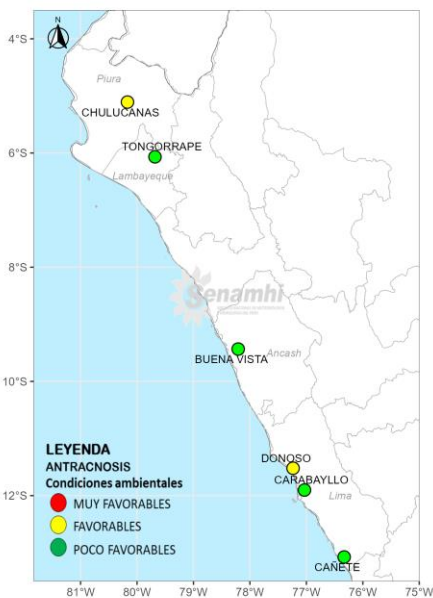 N
4°S
Piura
CHULUCANAS
TONGORRAPE
6°S
Lambayeque
8°S
Senamhi
Ancash
BUENA VISTA
10°S
LEYENDA
ANTRACNOSIS
Condiciones ambientales
MUY FAVORABLES
FAVORABLES
POCO FAVORABLES
DONOSO
CARABAYLLO
12°S
Lima
CAÑETE
81°W 80°W 79°W 78°W 77°W 76°W 75°W